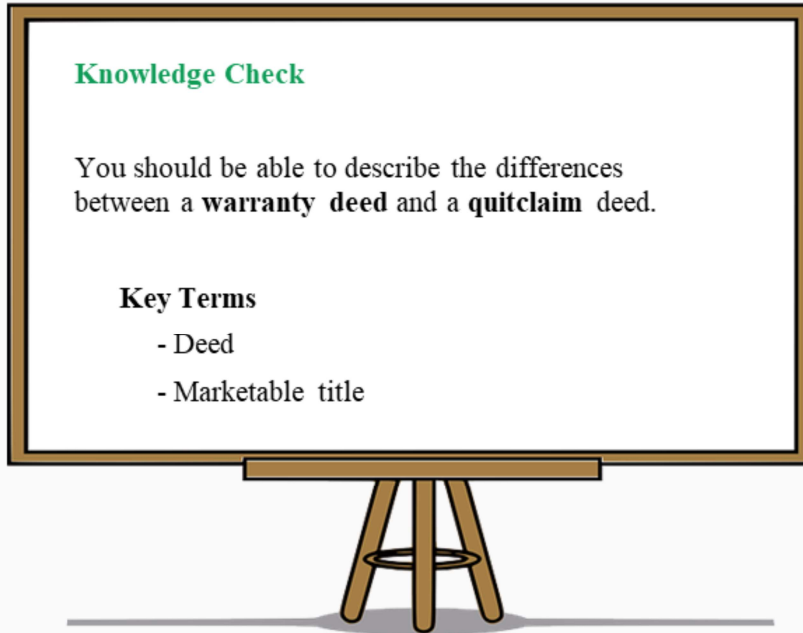 Knowledge Check
You should be able to describe the differences
between a warranty deed and a quitclaim deed.
Key Terms
- Deed
- Marketable title